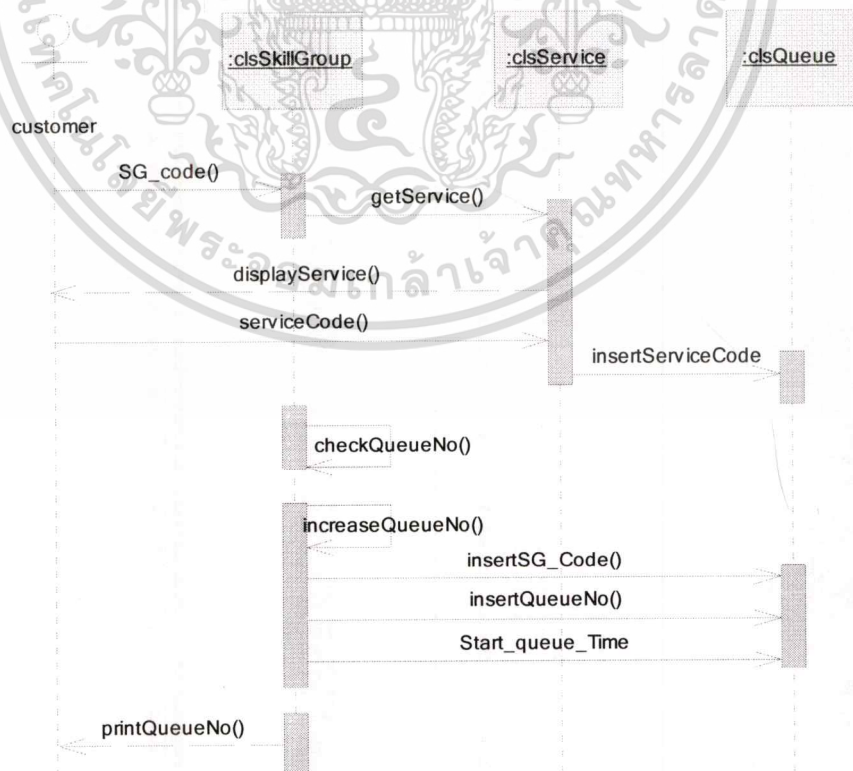 :clsSkillGroup
:clsService
:clsQueue
customer
SG_code()
getService()
displayService()
serviceCode()
insertServiceCode
checkQueueNo()
increaseQueueNo()
insertSG_Code()
insertQueueNo()
Start_queue_Time
printQueueNo()